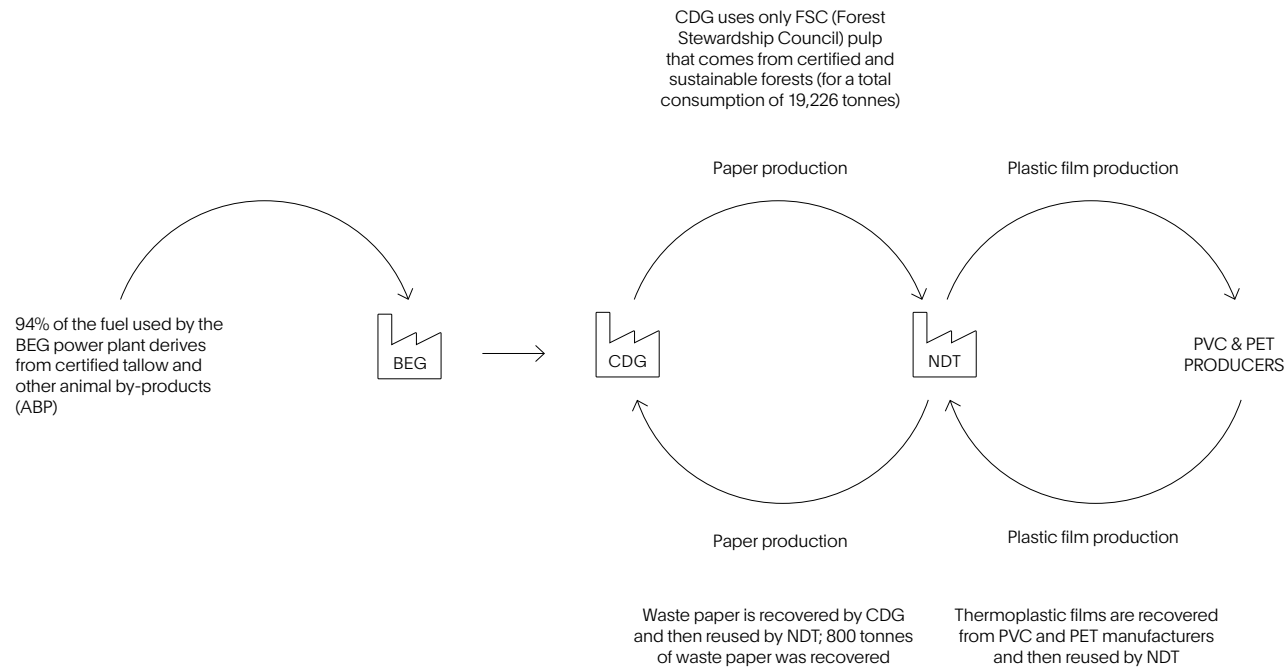 CDG uses only FSC (Forest
Stewardship Council) pulp
that comes from certified and
sustainable forests (for a total
consumption of 19,226 tonnes)
Paper production
Plastic film production
94% of the fuel used by the
BEG power plant derives
from certified tallow and
other animal by-products
(ABP)
BEG
CDG
NDT
PVC & PET
PRODUCERS
Paper production
Plastic film production
Waste paper is recovered by CDG
and then reused by NDT; 800 tonnes
of waste paper was recovered
Thermoplastic films are recovered
from PVC and PET manufacturers
and then reused by NDT